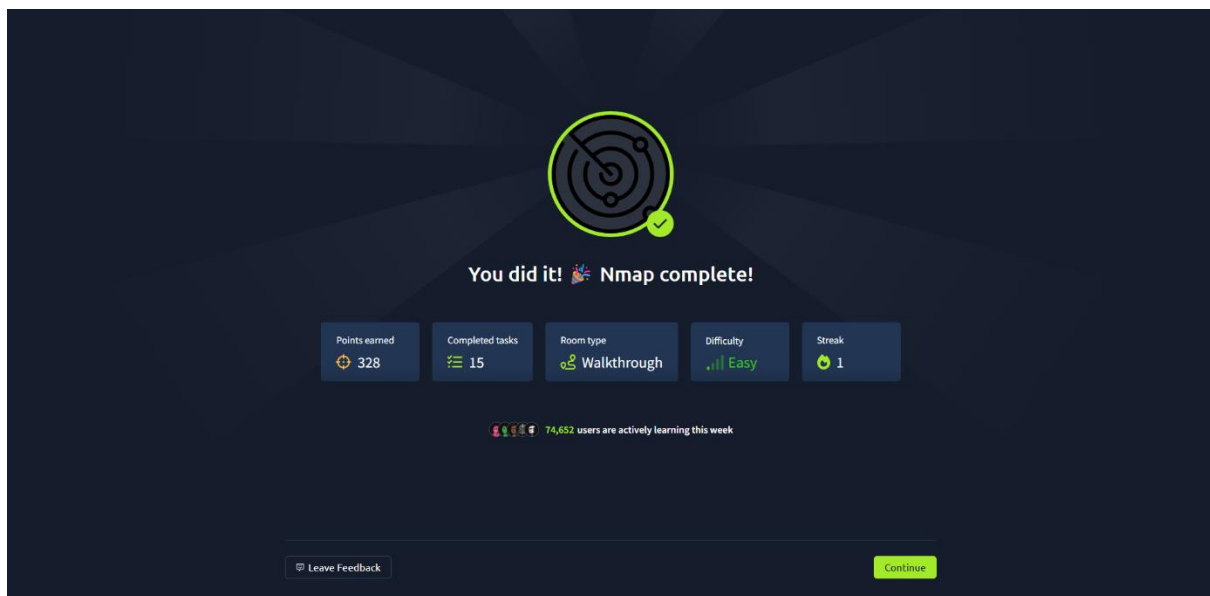 You did it! 🎉 Nmap complete!
Points earned
328
Completed tasks
15
Room type
Walkthrough
Difficulty
Easy
Streak
1
74,652 users are actively learning this week
Leave Feedback
Continue